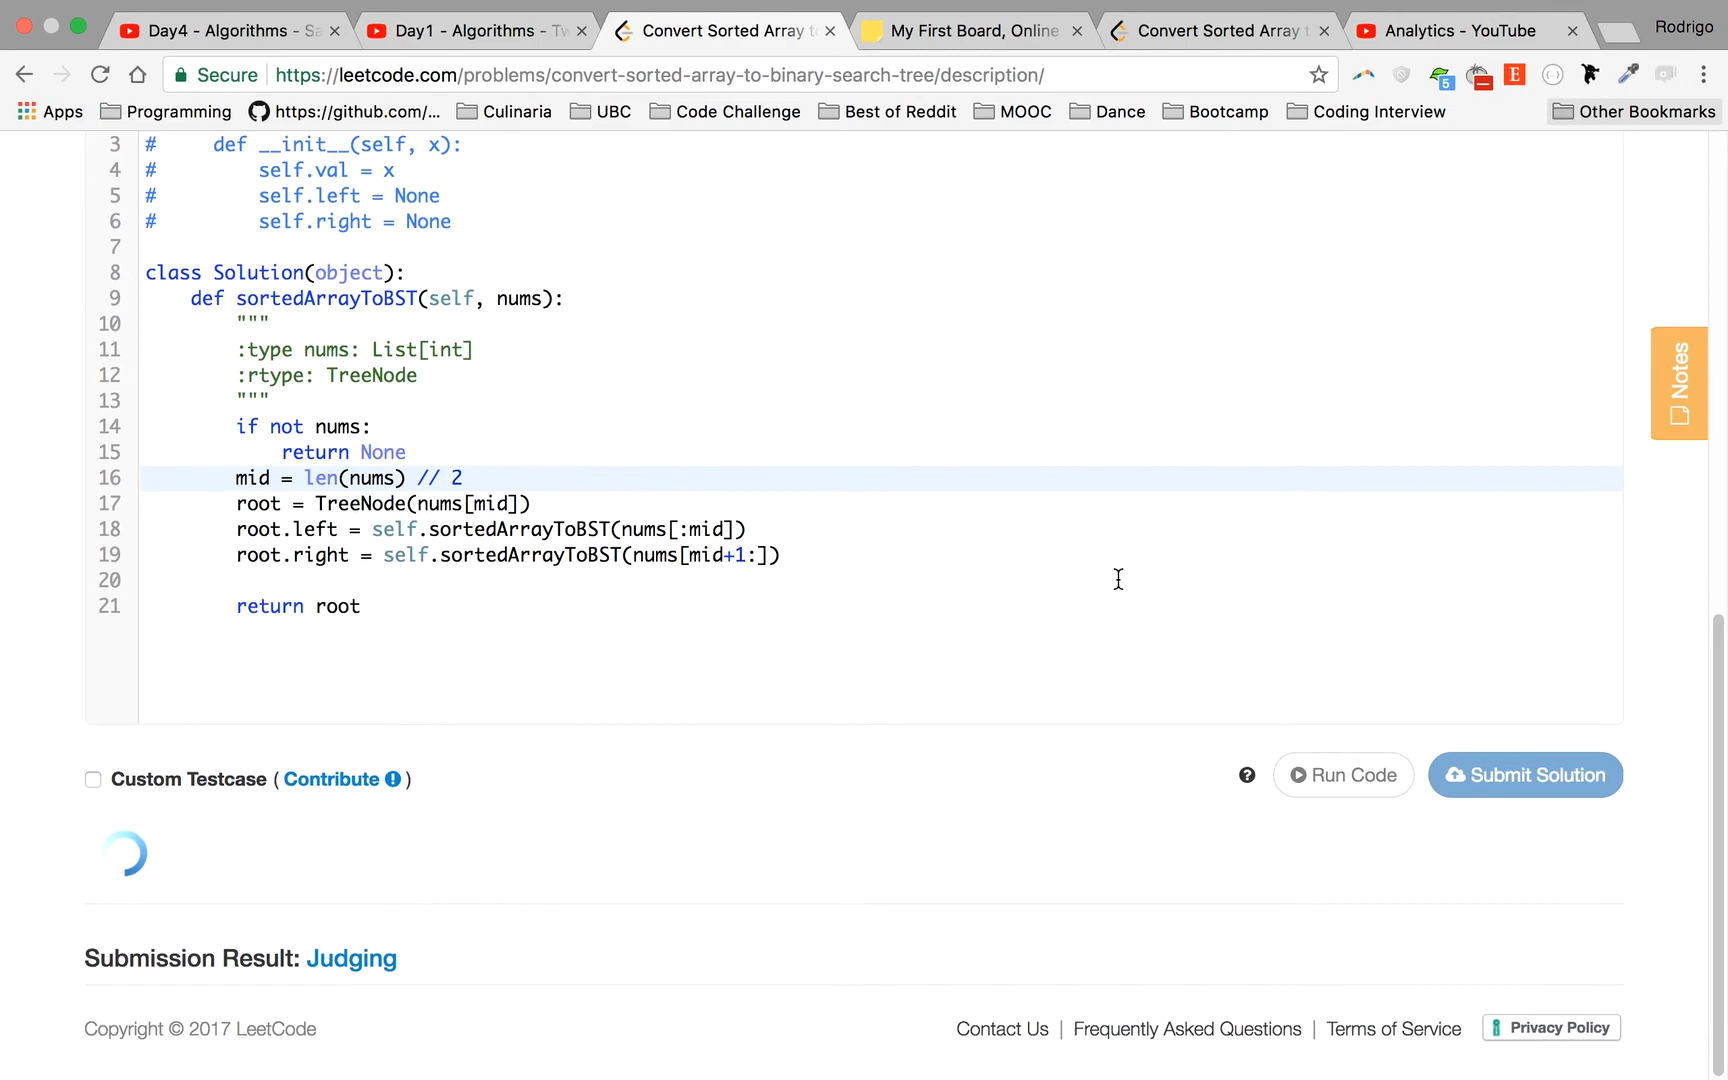 Day4 - Algorithms - Sa
Day1 - Algorithms - Tw
Convert Sorted Array to
My First Board, Online
Convert Sorted Array t
Analytics - YouTube
Rodrigo
Secure https://leetcode.com/problems/convert-sorted-array-to-binary-search-tree/description/
5
E
Apps Programming https://github.com/... Culinaria UBC Code Challenge Best of Reddit MOOC Dance Bootcamp Coding Interview Other Bookmarks
3 #     def __init__(self, x):
4 #         self.val = x
5 #         self.left = None
6 #         self.right = None
7
8 class Solution(object):
9     def sortedArrayToBST(self, nums):
10         """
11         :type nums: List[int]
12         :rtype: TreeNode
13         """
14         if not nums:
15             return None
16         mid = len(nums) // 2
17         root = TreeNode(nums[mid])
18         root.left = self.sortedArrayToBST(nums[:mid])
19         root.right = self.sortedArrayToBST(nums[mid+1:])
20
21         return root
Notes
Custom Testcase ( Contribute )
Run Code
Submit Solution
Submission Result: Judging
Copyright © 2017 LeetCode
Contact Us | Frequently Asked Questions | Terms of Service | Privacy Policy